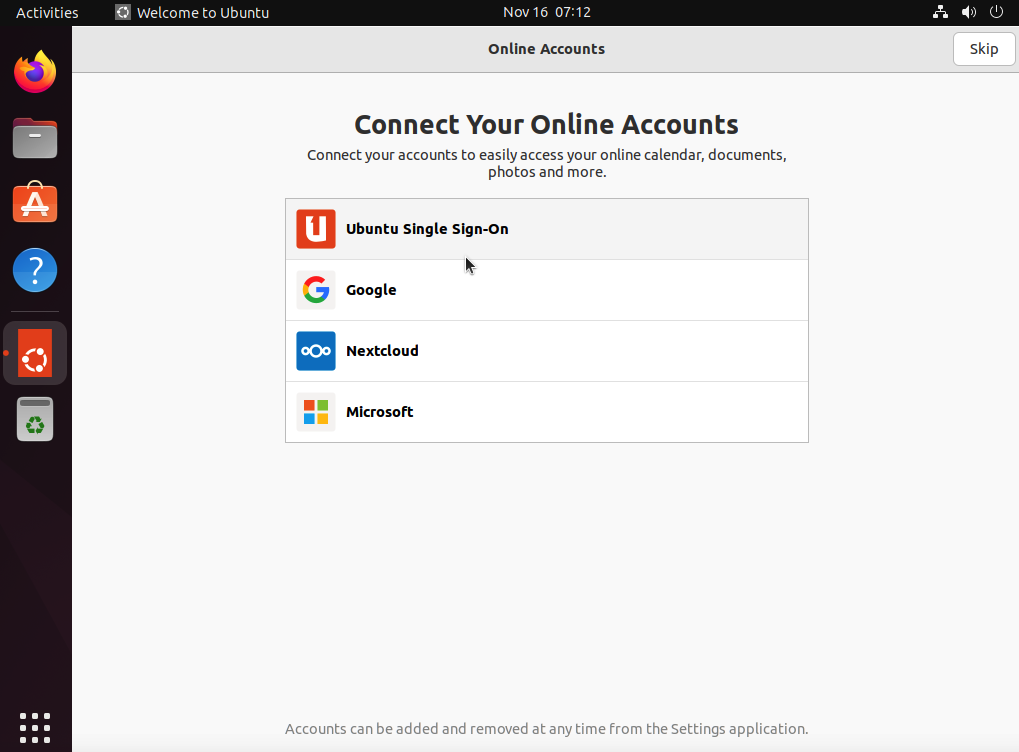 Activities
Welcome to Ubuntu
Nov 16 07:12
Online Accounts
Skip
Connect Your Online Accounts
Connect your accounts to easily access your online calendar, documents,
photos and more.
Ubuntu Single Sign-On
Google
Nextcloud
Microsoft
Accounts can be added and removed at any time from the Settings application.